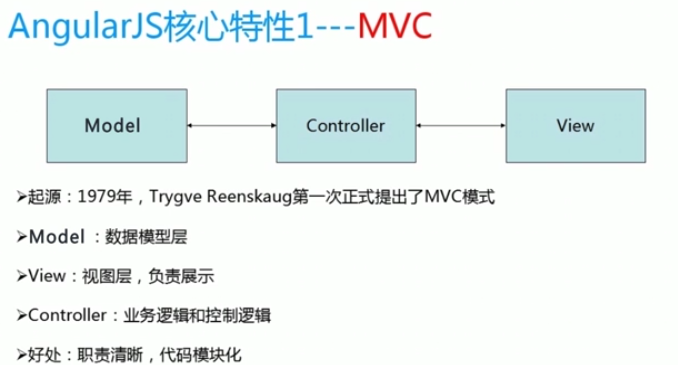 AngularJS核心特性1---MVC
Model
Controller
View
➢起源：1979年，Trygve Reenskaug第一次正式提出了MVC模式
➢Model ：数据模型层
➢View：视图层，负责展示
➢Controller：业务逻辑和控制逻辑
➢好处：职责清晰，代码模块化